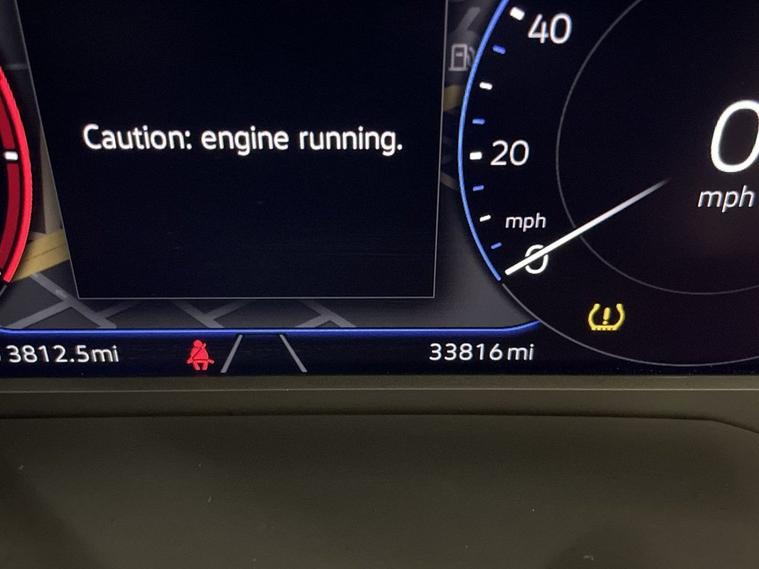 40
Caution: engine running.
20
0
mph
mph
0
3812.5mi
33816mi